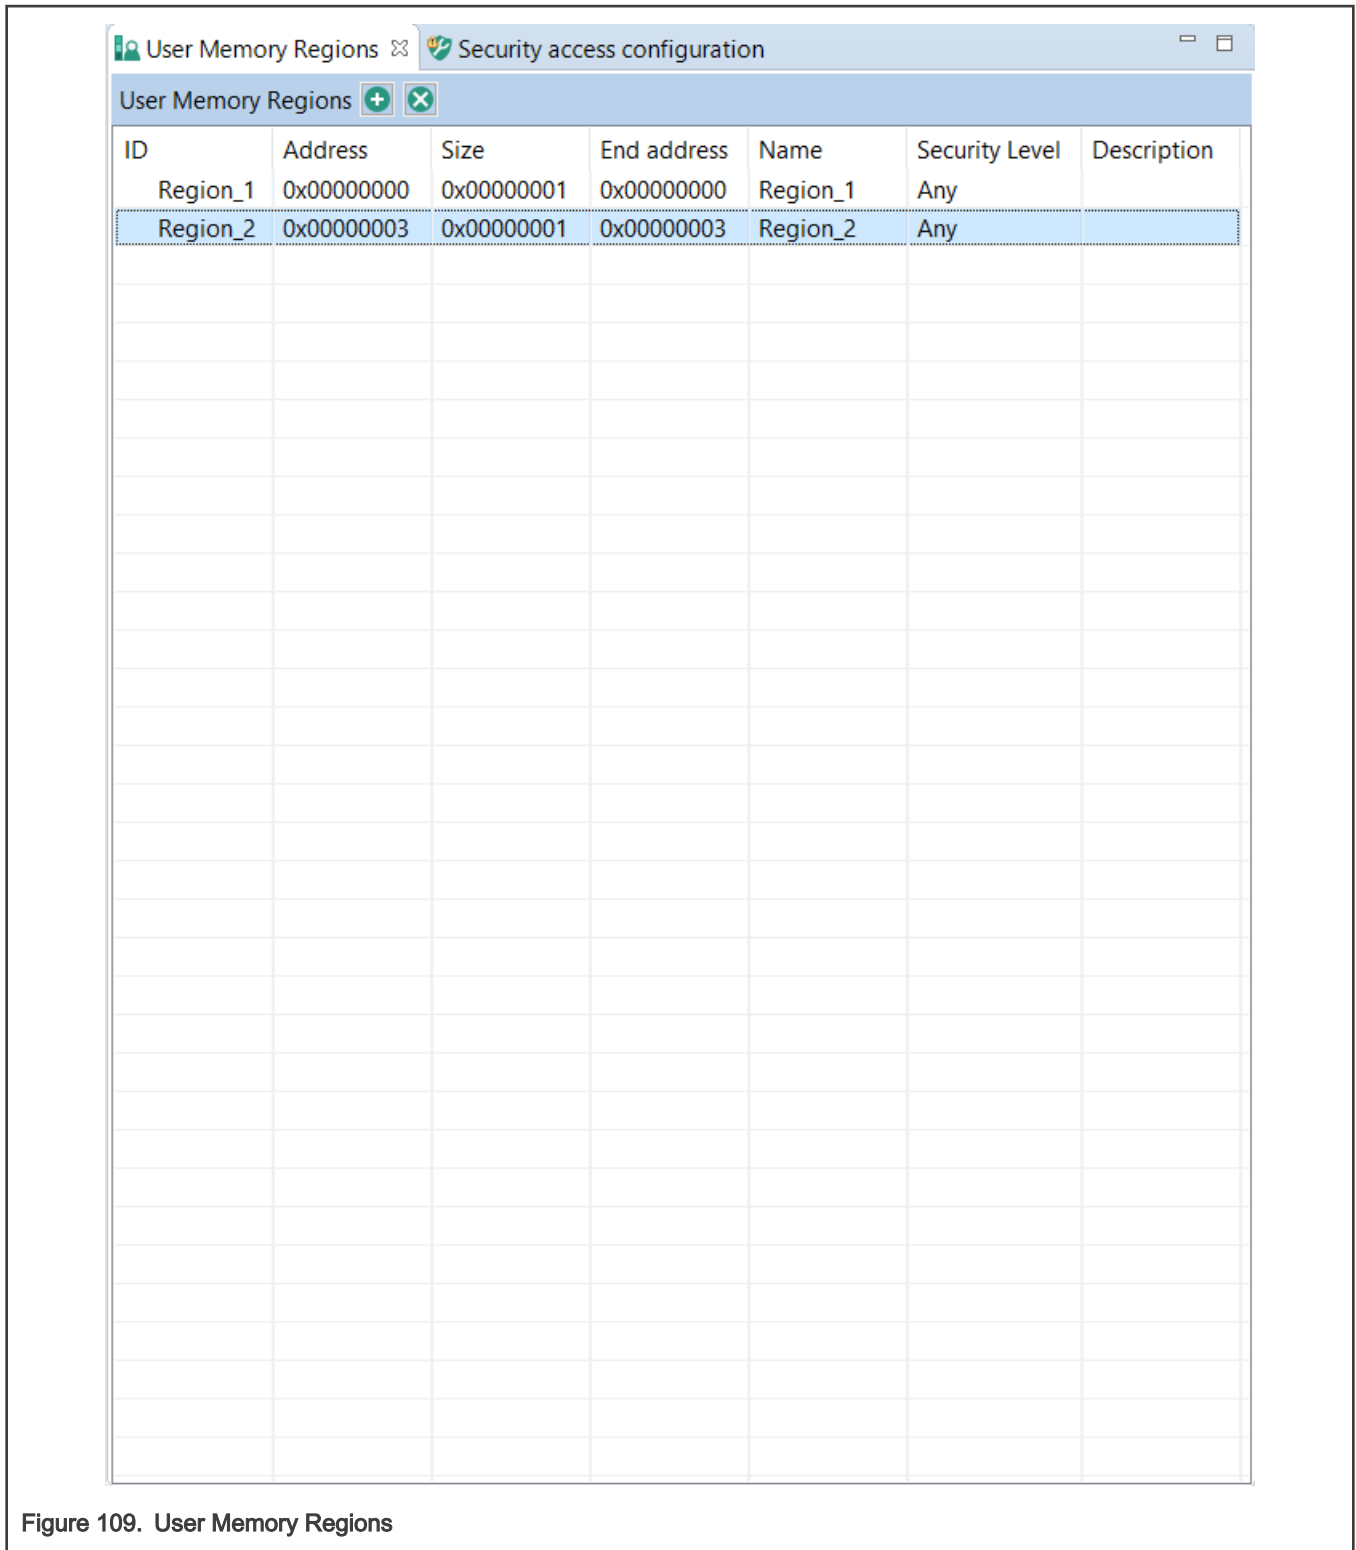 User Memory Regions Security access configuration
User Memory Regions
ID Address Size End address Name Security Level Description
Region_1 0x00000000 0x00000001 0x00000000 Region_1 Any
Region_2 0x00000003 0x00000001 0x00000003 Region_2 Any
Figure 109. User Memory Regions